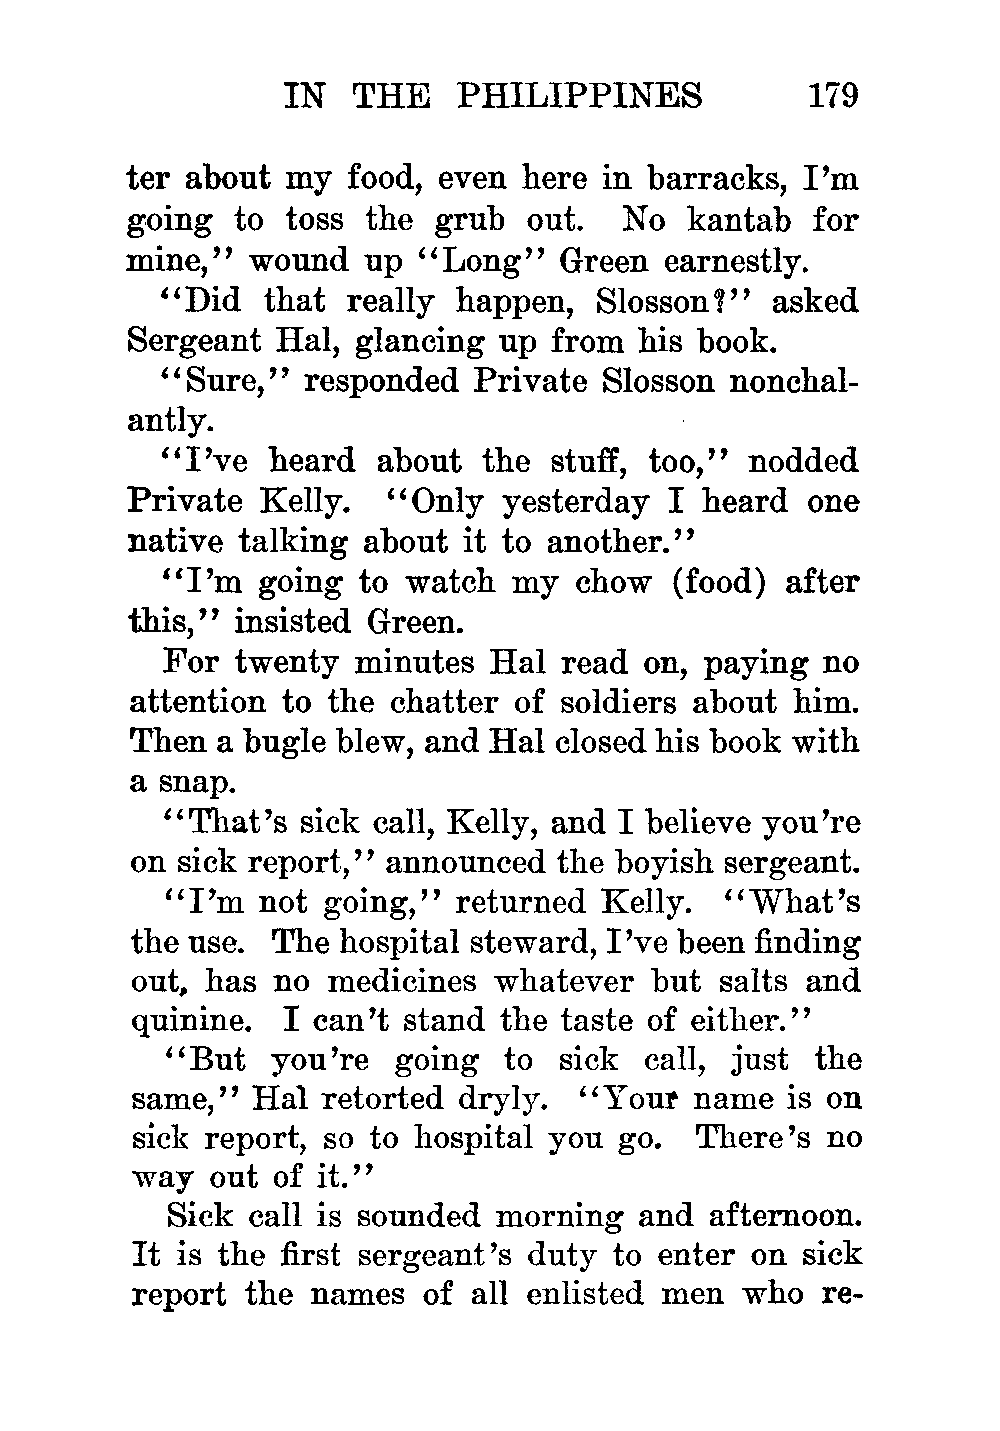 IN THE PHILIPPINES 179
ter about my food, even here in barracks, I'm
going to toss the grub out. No kantab for
mine," wound up "Long" Green earnestly.
"Did that really happen, Slosson?" asked
Sergeant Hal, glancing up from his book.
"Sure," responded Private Slosson nonchal-
antly.
"I've heard about the stuff, too," nodded
Private Kelly. "Only yesterday I heard one
native talking about it to another."
"I'm going to watch my chow (food) after
this," insisted Green.
For twenty minutes Hal read on, paying no
attention to the chatter of soldiers about him.
Then a bugle blew, and Hal closed his book with
a snap.
"That's sick call, Kelly, and I believe you're
on sick report," announced the boyish sergeant.
"I'm not going," returned Kelly. "What's
the use. The hospital steward, I've been finding
out, has no medicines whatever but salts and
quinine. I can't stand the taste of either."
"But you're going to sick call, just the
same," Hal retorted dryly. "Your name is on
sick report, so to hospital you go. There's no
way out of it."
Sick call is sounded morning and afternoon.
It is the first sergeant's duty to enter on sick
report the names of all enlisted men who re-